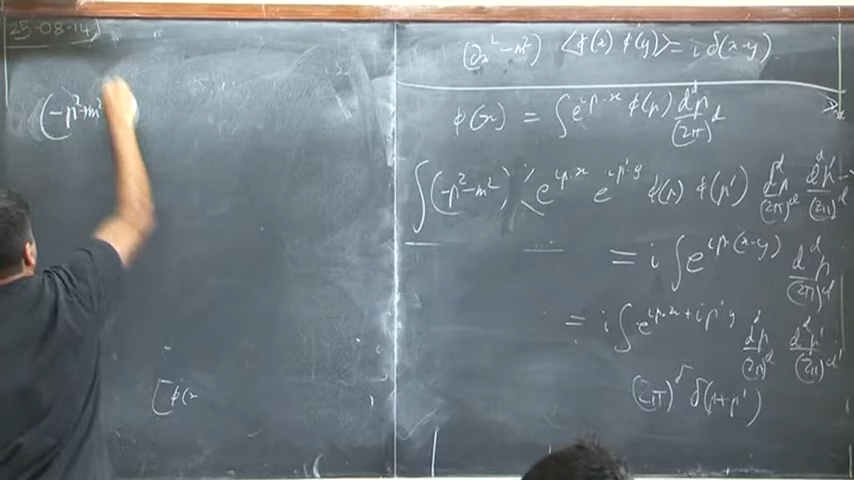 25-08-14
(-p²+m²
[ϕ(x
(∂x² - m²) <ϕ(x) ϕ(y)> = i δ(x-y)
ϕ(x) = ∫ e^{ip·x} ϕ(p) d^d p/(2π)^d
∫ (-p² - m²) < e^{ip·x} e^{ip'·y} ϕ(p) ϕ(p') d^d p/(2π)^d d^d p'/(2π)^d
= i ∫ e^{ip·(x-y)} d^d p/(2π)^d
= i ∫ e^{ip·x + ip'·y} d^d p/(2π)^d d^d p'/(2π)^d
(2π)^d δ(p+p')